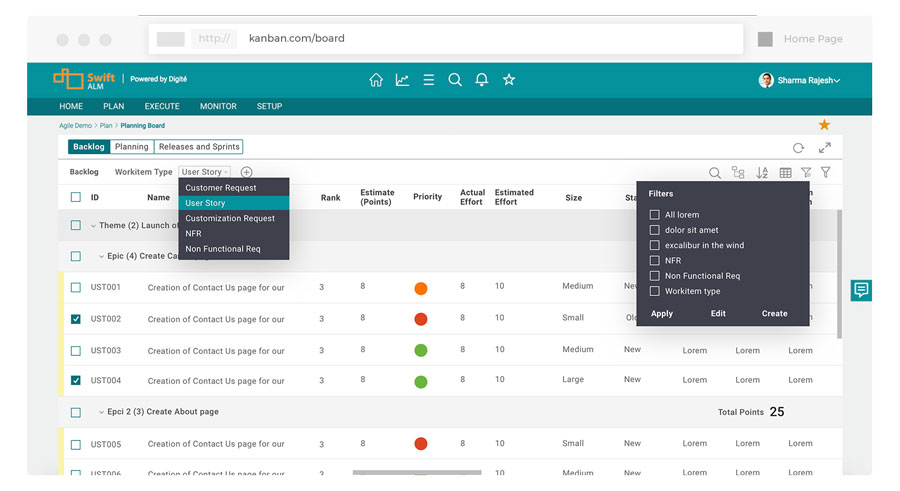 http://
kanban.com/board
Home Page
Swift
ALM
Powered by Digité
Sharma Rajesh
HOME PLAN EXECUTE MONITOR SETUP
Agile Demo > Plan > Planning Board
Backlog Planning Releases and Sprints
Backlog Workitem Type User Story
Customer Request
User Story
Customization Request
NFR
Non Functional Req
Filters
All lorem
dolor sit amet
excalibur in the wind
NFR
Non Functional Req
Workitem type
Apply Edit Create
ID Name Rank Estimate (Points) Priority Actual Effort Estimated Effort Size
Theme (2) Launch of
Epic (4) Create Ca
UST001 Creation of Contact Us page for our 3 8 8 10 Medium New
UST002 Creation of Contact Us page for our 3 8 8 10 Small
UST003 Creation of Contact Us page for our 3 8 8 10 Medium New Lorem Lorem Lorem
UST004 Creation of Contact Us page for our 3 8 8 10 Large New Lorem Lorem Lorem
Epci 2 (3) Create About page Total Points 25
UST005 Creation of Contact Us page for our 3 8 8 10 Small New Lorem Lorem Lorem
UST006 Creation of Contact Us page for our 3 8 8 10 Medium New Lorem Lorem Lorem